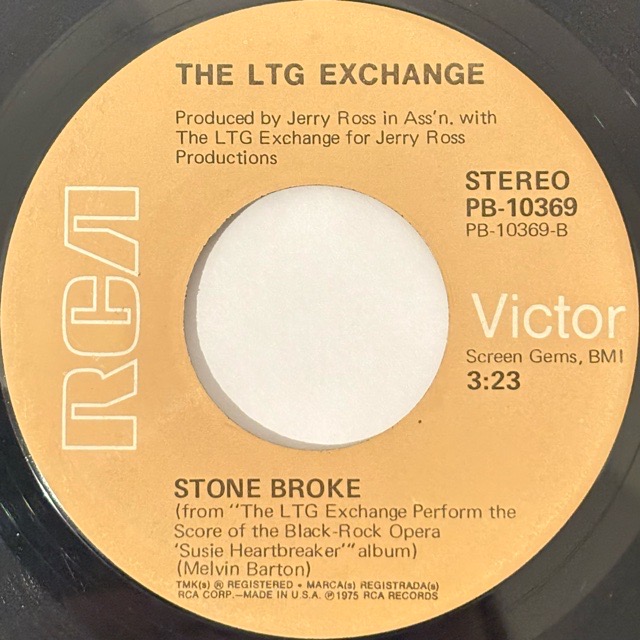 THE LTG EXCHANGE
Produced by Jerry Ross in Ass'n. with
The LTG Exchange for Jerry Ross
Productions
STEREO
PB-10369
PB-10369-B
RCA
Victor
Screen Gems, BMI
3:23
STONE BROKE
(from "The LTG Exchange Perform the
Score of the Black-Rock Opera
'Susie Heartbreaker'" album)
(Melvin Barton)
TMK(s) ® REGISTERED • MARCA(s) REGISTRADA(s)
RCA CORP.—MADE IN U.S.A. ℗ 1975 RCA RECORDS